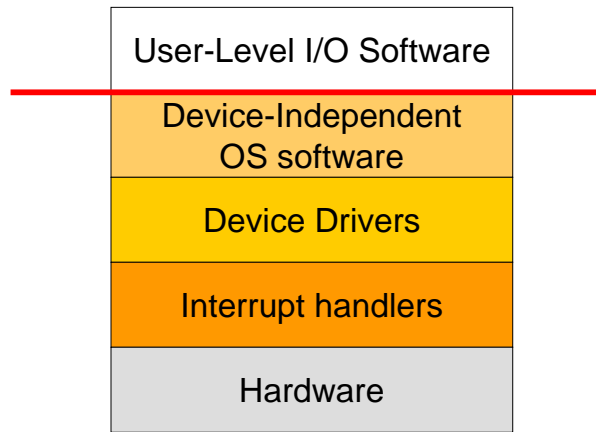 User-Level I/O Software
Device-Independent
OS software
Device Drivers
Interrupt handlers
Hardware